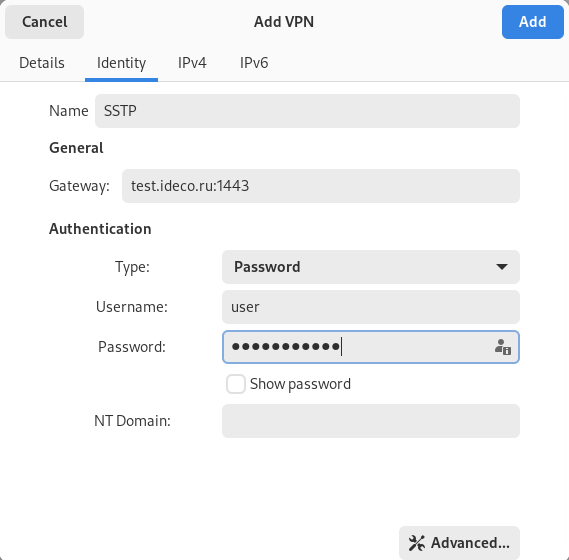 Cancel Add VPN Add
Details Identity IPv4 IPv6
Name SSTP
General
Gateway: test.ideco.ru:1443
Authentication
Type: Password
Username: user
Password: ●●●●●●●●●●●
Show password
NT Domain:
Advanced...